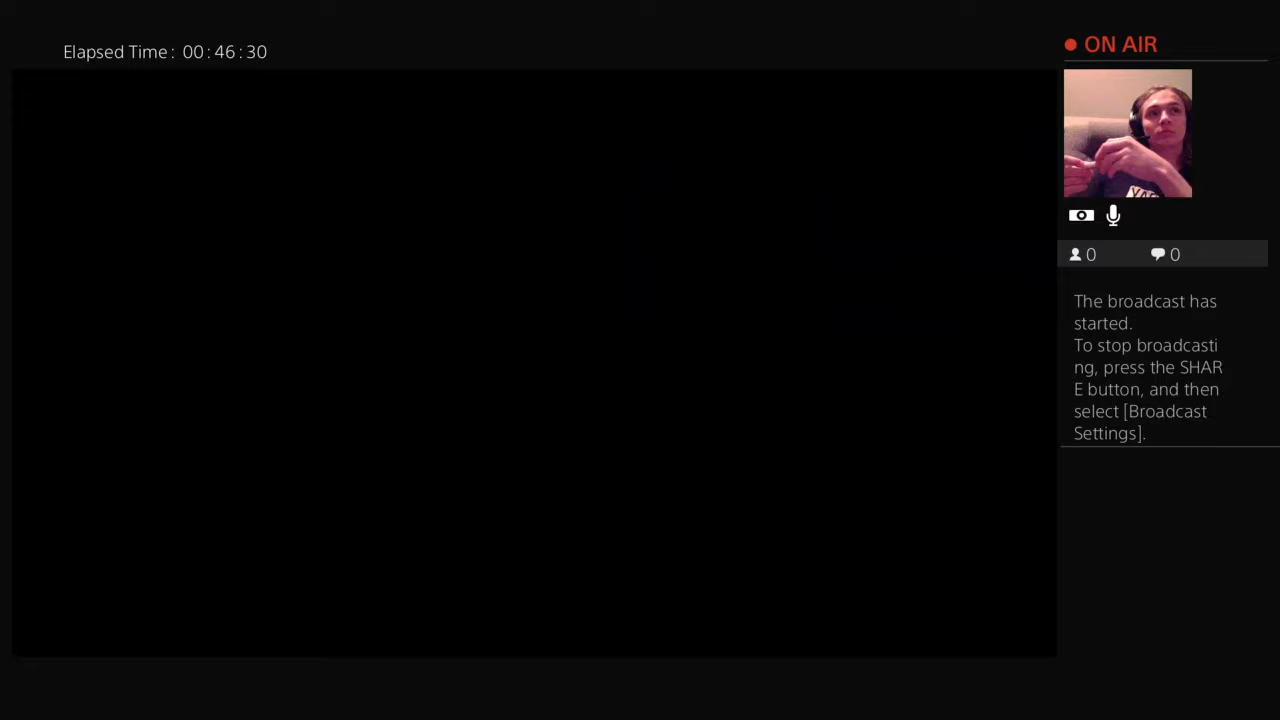 Elapsed Time: 00:46:30
ON AIR
0 0
The broadcast has
started.
To stop broadcasti
ng, press the SHAR
E button, and then
select [Broadcast
Settings].